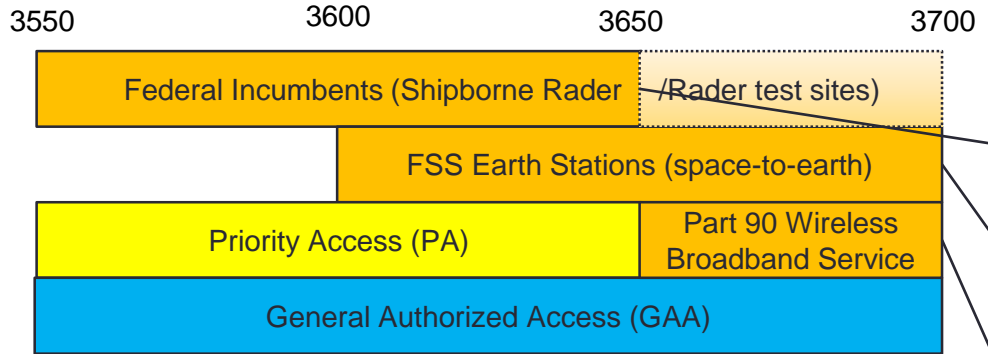 3550 3600 3650 3700
Federal Incumbents (Shipborne Rader /Rader test sites)
FSS Earth Stations (space-to-earth)
Priority Access (PA)
Part 90 Wireless
Broadband Service
General Authorized Access (GAA)